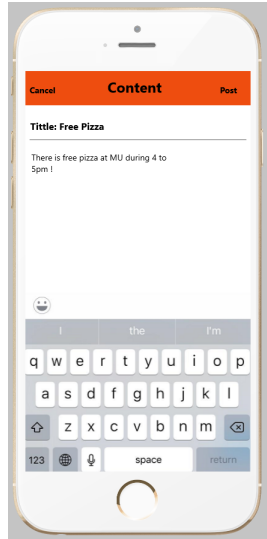 Cancel Content Post
Tittle: Free Pizza
There is free pizza at MU during 4 to
5pm !
I the I'm
q w e r t y u i o p
a s d f g h j k l
z x c v b n m
123 space return